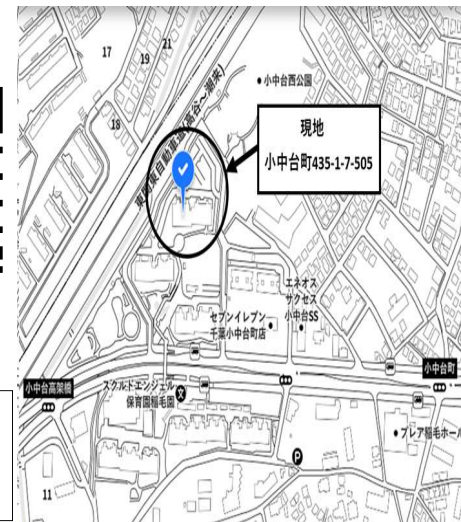 17
19
21
18
小中台西公園
東関東自動車道(高谷~潮来)
現地
小中台町435-1-7-505
エネオス
サクセス
小中台SS
セブンイレブン
千葉小中台町店
小中台町
小中台高架橋
スクルドエンジェル
保育園稲毛園
プレア稲毛ホール
P
11